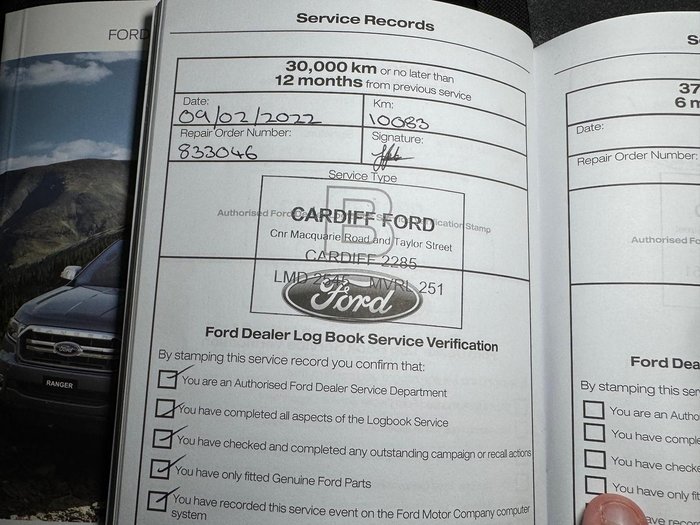 FORD
Service Records
30,000 km or no later than
12 months from previous service
Date:
09/02/2022
Km:
10083
Repair Order Number:
833046
Signature:
Service Type
B
Authorised Ford
CARDIFF FORD
Cnr Macquarie Road and Taylor Street
CARDIFF 2285
LMD 2545 MVRL 251
Ford
Ford Dealer Log Book Service Verification
By stamping this service record you confirm that:
You are an Authorised Ford Dealer Service Department
You have completed all aspects of the Logbook Service
You have checked and completed any outstanding campaign or recall actions
You have only fitted Genuine Ford Parts
You have recorded this service event on the Ford Motor Company computer
system
Ford
RANGER
S
37
6 m
Date:
Repair Order Number:
Authorised Fo
Ford Dea
By stamping this ser
You are an Autho
You have comple
You have checke
You have only fit